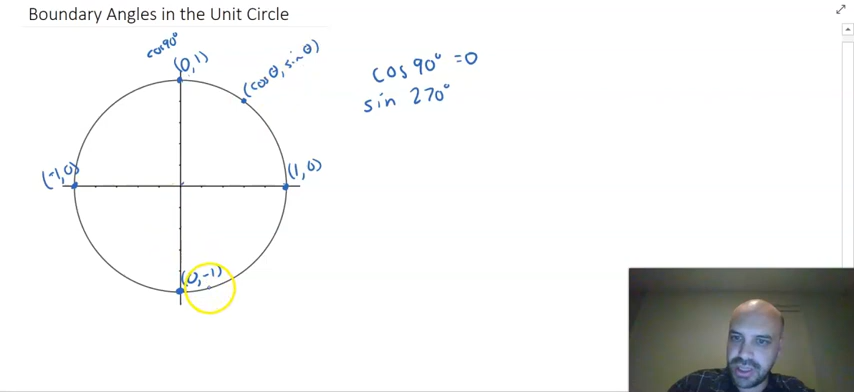 Boundary Angles in the Unit Circle
cos90°
(0,1)
(cosθ, sinθ)
cos 90° = 0
sin 270°
(-1,0)
(1,0)
(0,-1)